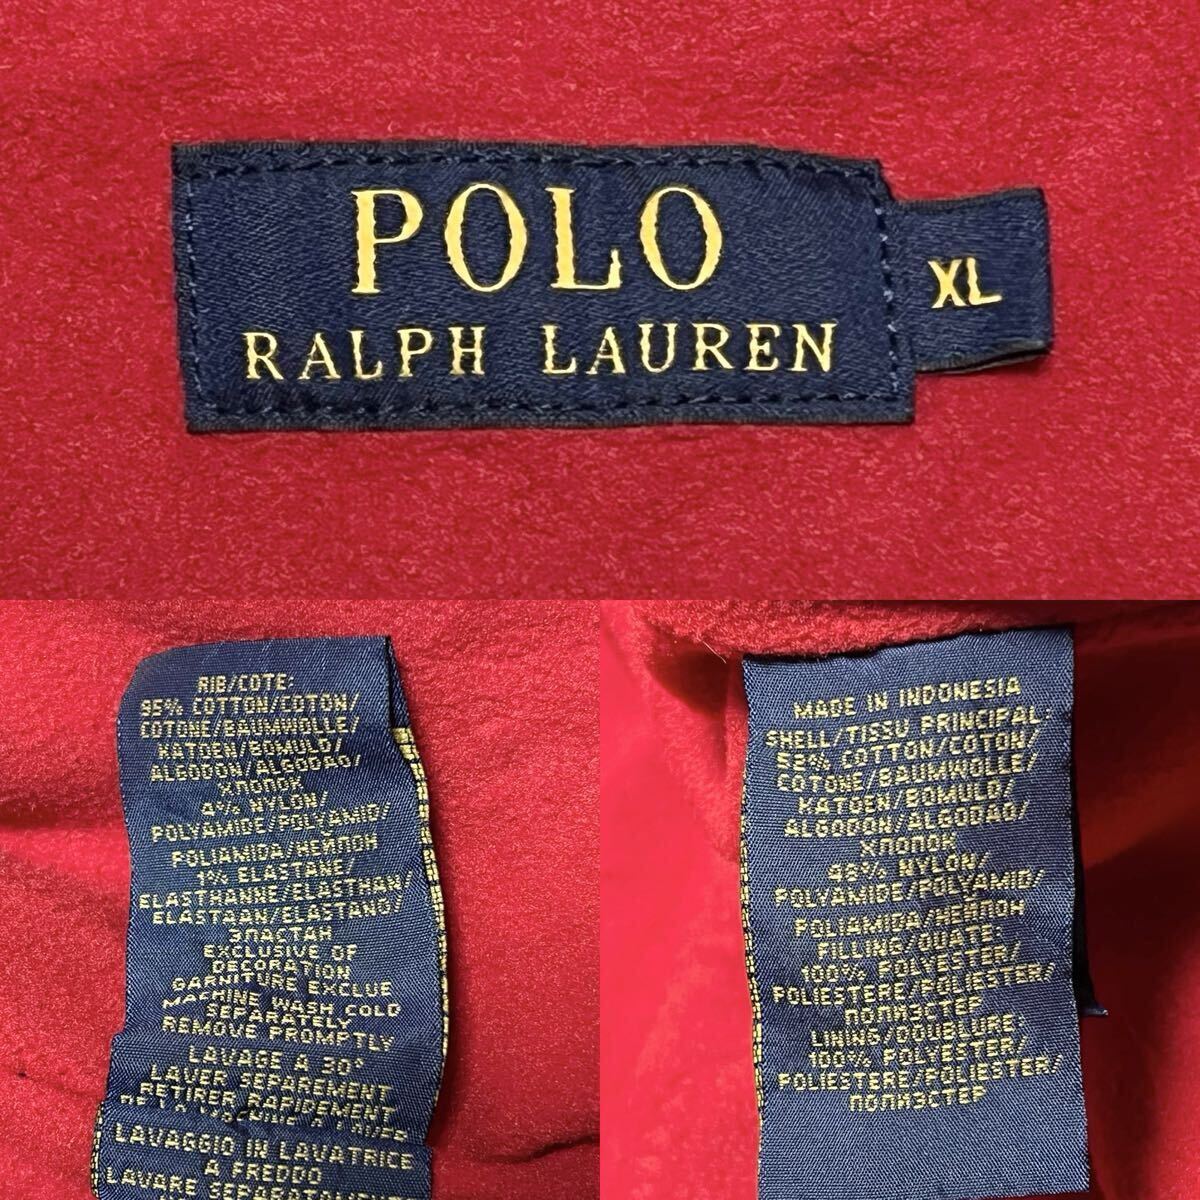 POLO
RALPH LAUREN
XL
RIB/COTE:
95% COTTON/COTON/
COTONE/BAUMWOLLE/
KATOEN/BOMULD/
ALGODON/ALGODAO/
ХЛОПОК
4% NYLON/
POLYAMIDE/POLYAMID/
POLIAMIDA/НЕЙЛОН
1% ELASTANE/
ELASTHANNE/ELASTHAN/
ELASTAAN/ELASTANO/
ЭЛАСТАН
EXCLUSIVE OF
DECORATION
GARNITURE EXCLUE
MACHINE WASH COLD
SEPARATELY
REMOVE PROMPTLY
LAVAGE A 30°
LAVER SEPAREMENT
RETIRER RAPIDEMENT
LAVAGGIO IN LAVATRICE
A FREDDO
LAVARE SEPARATAMENTE
MADE IN INDONESIA
SHELL/TISSU PRINCIPAL:
52% COTTON/COTON/
COTONE/BAUMWOLLE/
KATOEN/BOMULD/
ALGODON/ALGODAO/
ХЛОПОК
48% NYLON/
POLYAMIDE/POLYAMID/
POLIAMIDA/НЕЙЛОН
FILLING/OUATE:
100% POLYESTER/
POLIESTERE/POLIESTER/
ПОЛИЭСТЕР
LINING/DOUBLURE:
100% POLYESTER/
POLIESTERE/POLIESTER/
ПОЛИЭСТЕР